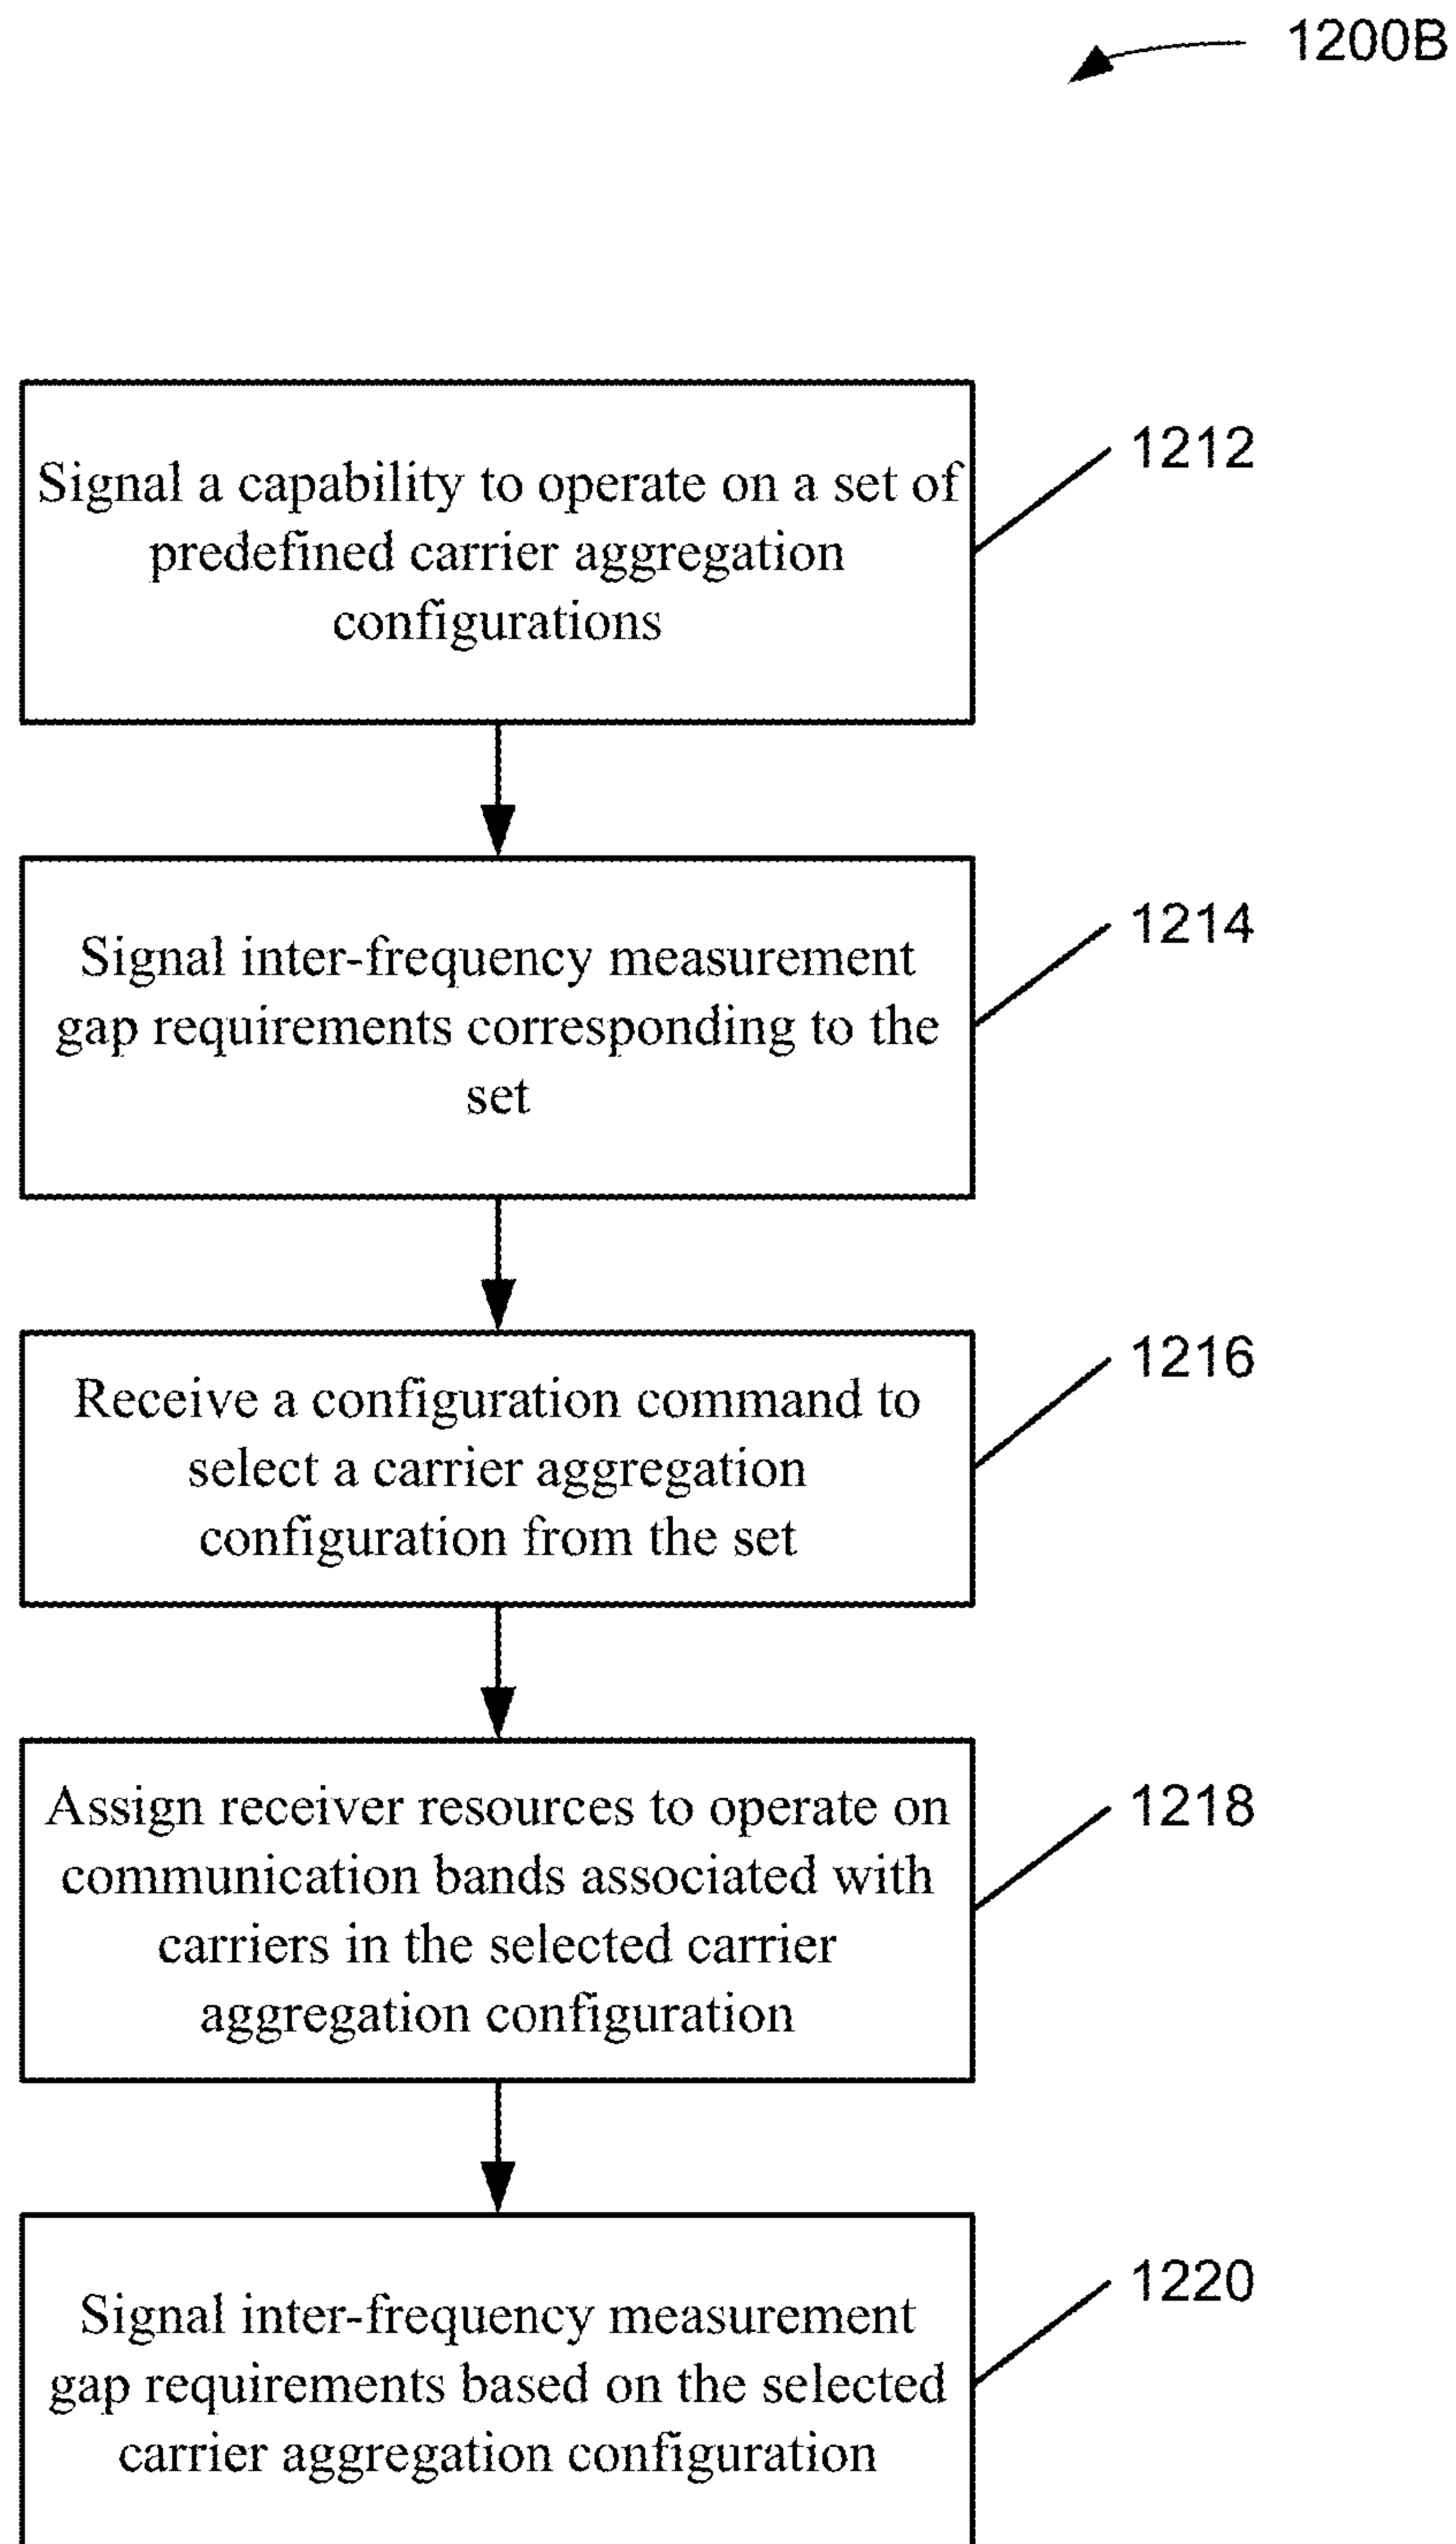 1200B
Signal a capability to operate on a set of
predefined carrier aggregation
configurations
1212
Signal inter-frequency measurement
gap requirements corresponding to the
set
1214
Receive a configuration command to
select a carrier aggregation
configuration from the set
1216
Assign receiver resources to operate on
communication bands associated with
carriers in the selected carrier
aggregation configuration
1218
Signal inter-frequency measurement
gap requirements based on the selected
carrier aggregation configuration
1220